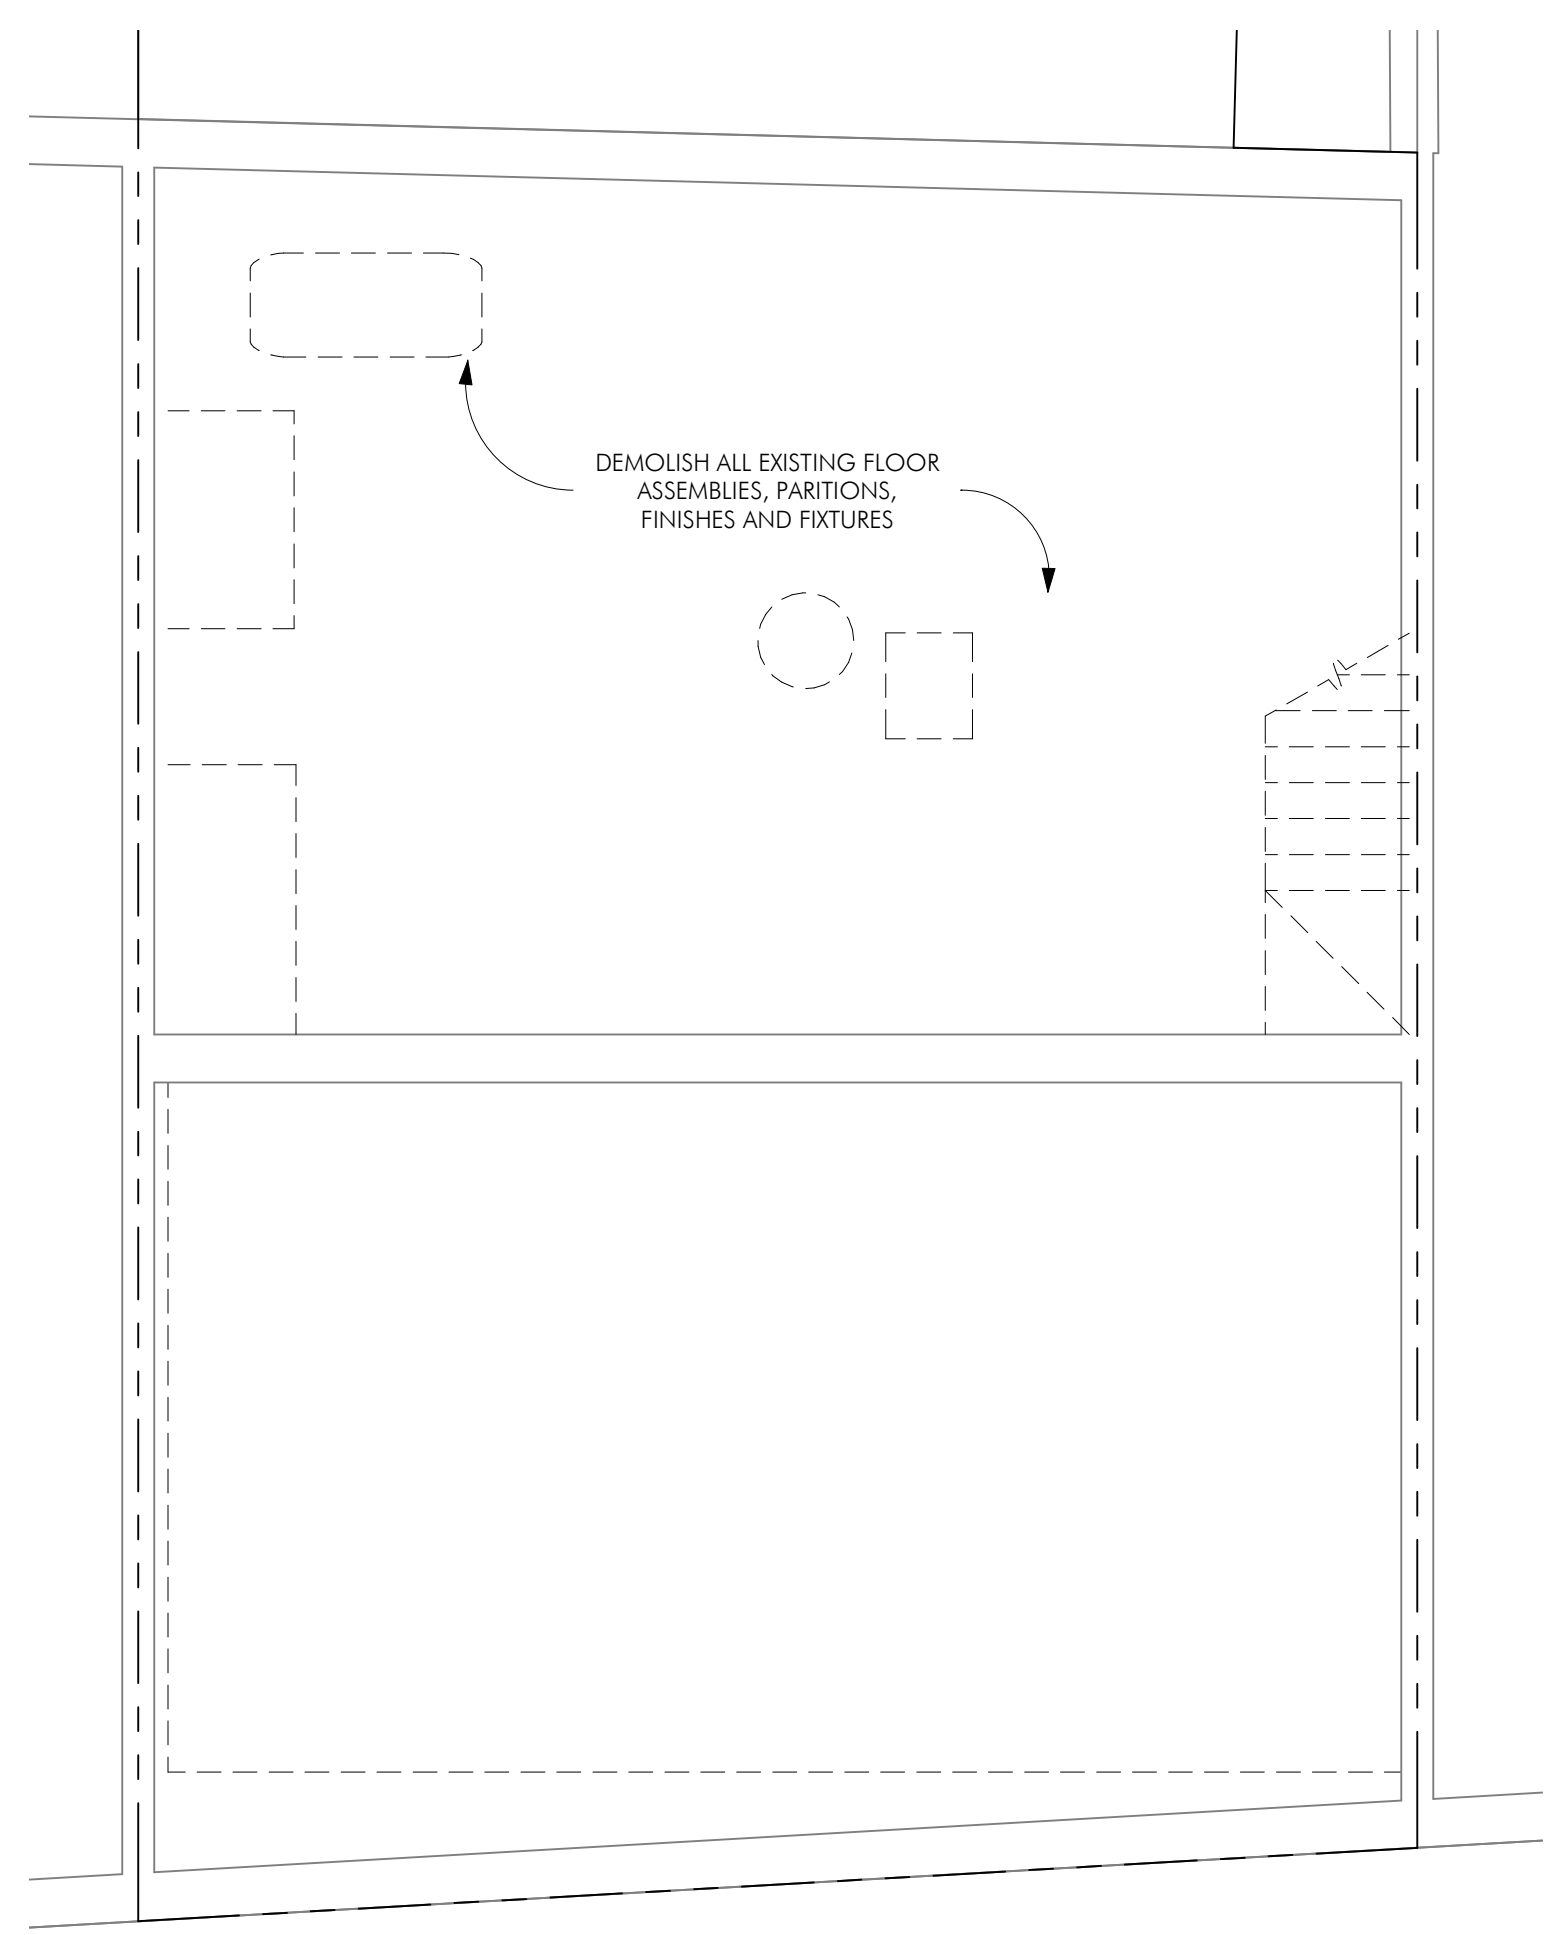 DEMOLISH ALL EXISTING FLOOR
ASSEMBLIES, PARITIONS,
FINISHES AND FIXTURES